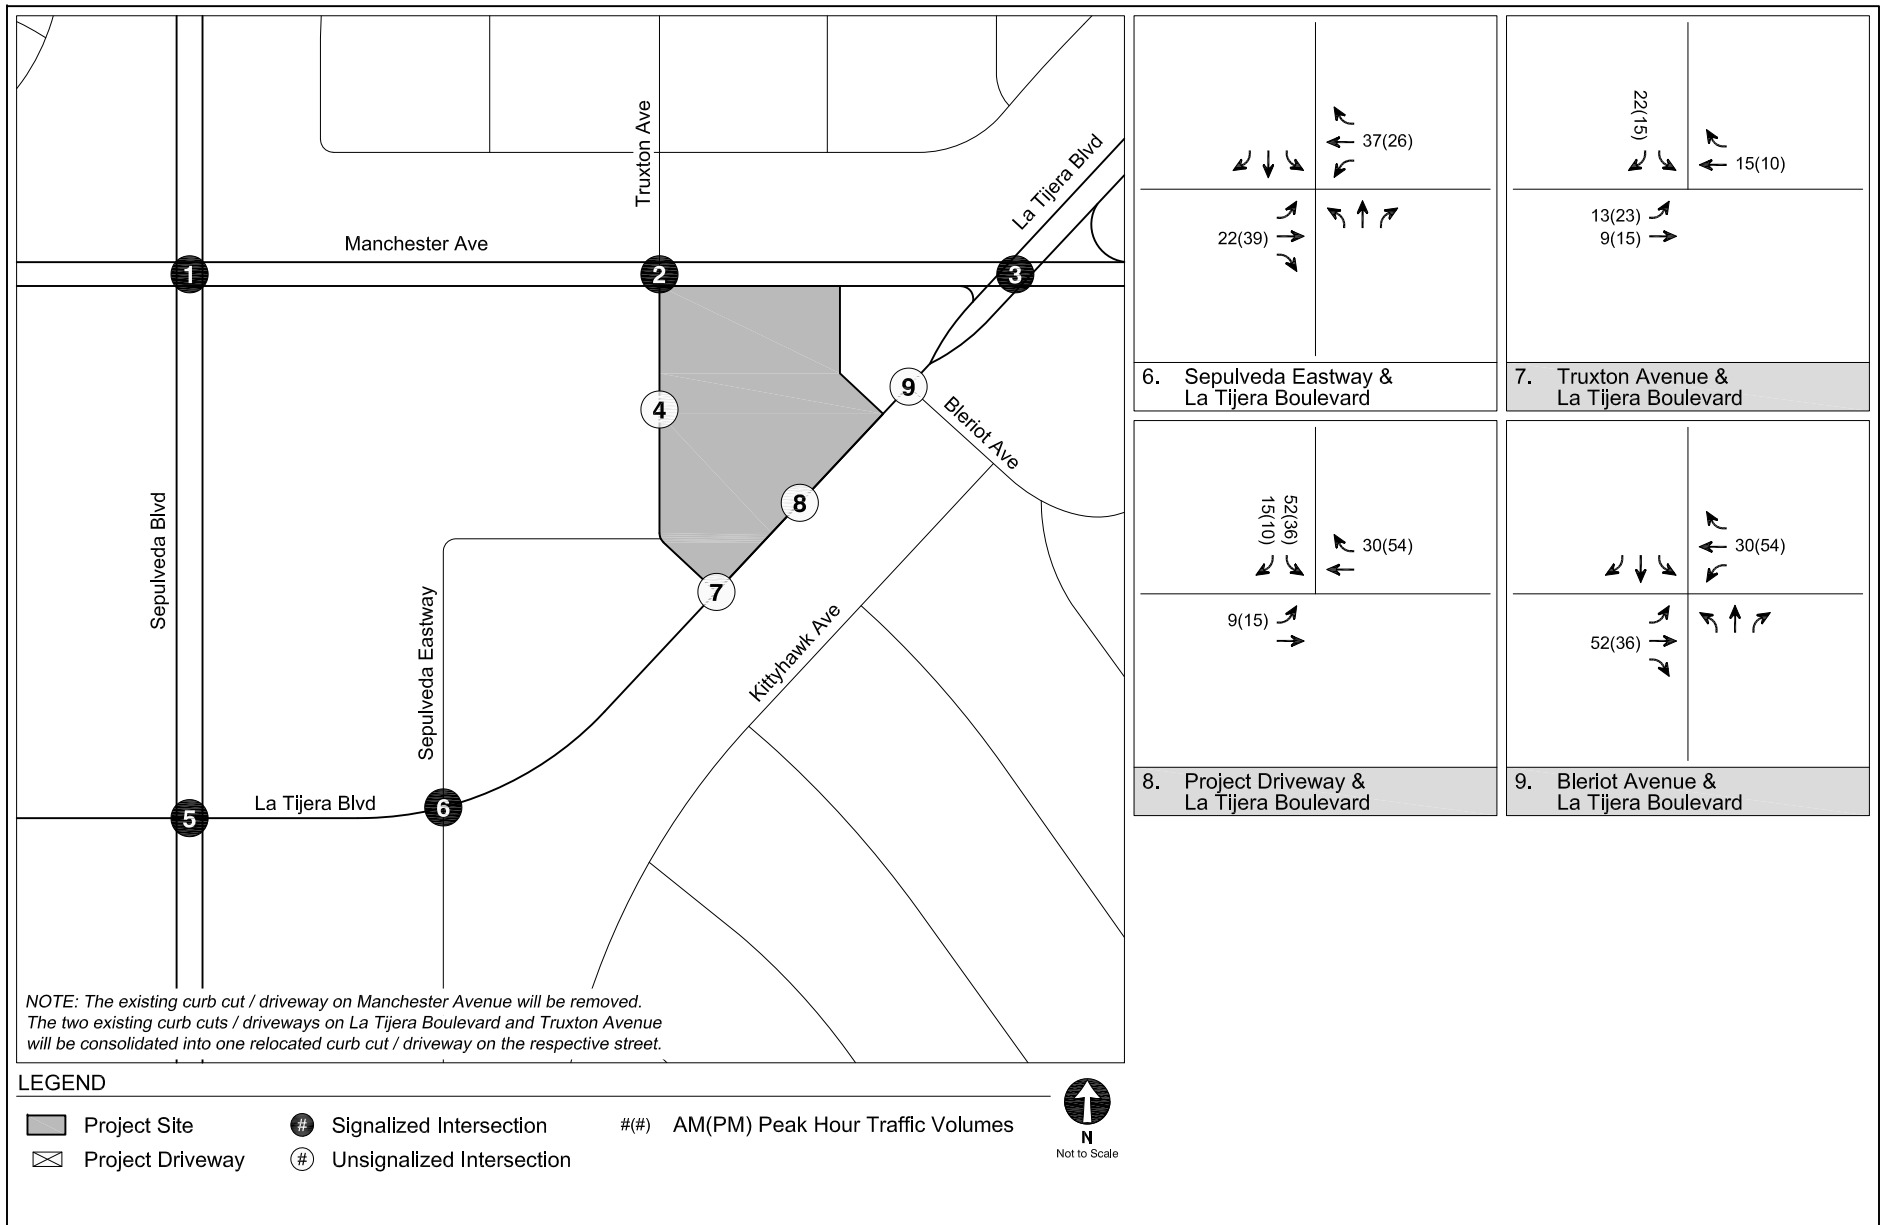 Truxton Ave
La Tijera Blvd
Manchester Ave
1
2
3
4
9
Bleriot Ave
8
Sepulveda Blvd
7
Sepulveda Eastway
Kittyhawk Ave
La Tijera Blvd
5
6
NOTE: The existing curb cut / driveway on Manchester Avenue will be removed.
The two existing curb cuts / driveways on La Tijera Boulevard and Truxton Avenue
will be consolidated into one relocated curb cut / driveway on the respective street.
37(26)
22(39)
6. Sepulveda Eastway &
La Tijera Boulevard
22(15)
15(10)
13(23)
9(15)
7. Truxton Avenue &
La Tijera Boulevard
52(36)
15(10)
30(54)
9(15)
8. Project Driveway &
La Tijera Boulevard
30(54)
52(36)
9. Bleriot Avenue &
La Tijera Boulevard
LEGEND
Project Site
# Signalized Intersection
#(#) AM(PM) Peak Hour Traffic Volumes
Project Driveway
# Unsignalized Intersection
N
Not to Scale